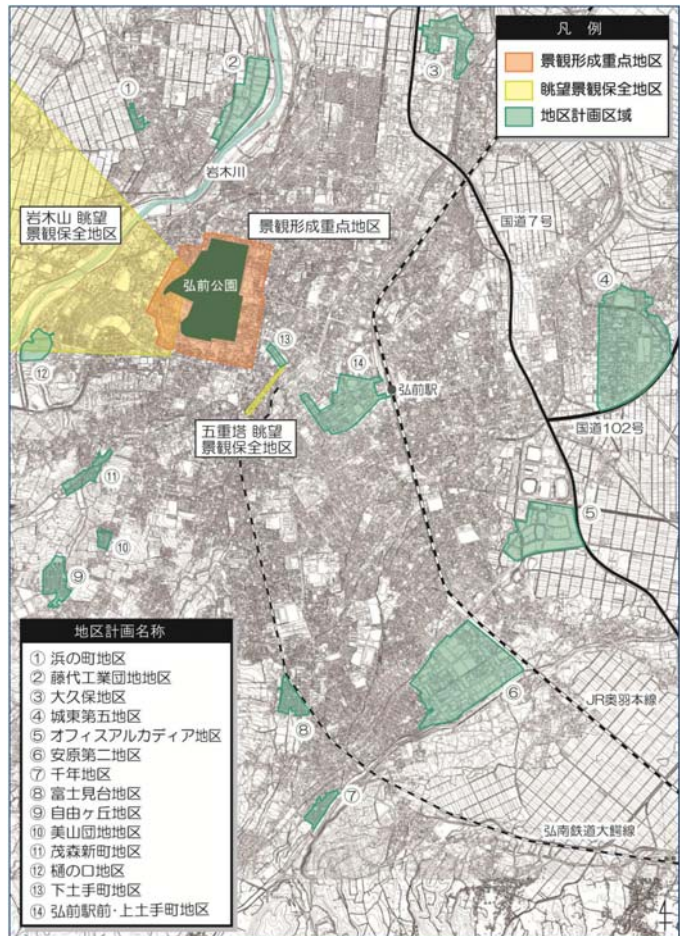 凡 例
景観形成重点地区
眺望景観保全地区
地区計画区域
③
②
①
岩木川
国道7号
岩木山 眺望
景観保全地区
景観形成重点地区
弘前公園
④
⑬
⑭
弘前駅
⑫
五重塔 眺望
景観保全地区
国道102号
⑪
⑤
⑩
⑨
地区計画名称
① 浜の町地区
② 藤代工業団地地区
③ 大久保地区
④ 城東第五地区
⑤ オフィスアルカディア地区
⑥ 安原第二地区
⑦ 千年地区
⑧ 富士見台地区
⑨ 自由ヶ丘地区
⑩ 美山団地地区
⑪ 茂森新町地区
⑫ 樋の口地区
⑬ 下土手町地区
⑭ 弘前駅前・上土手町地区
⑥
JR奥羽本線
⑧
⑦
弘南鉄道大鰐線